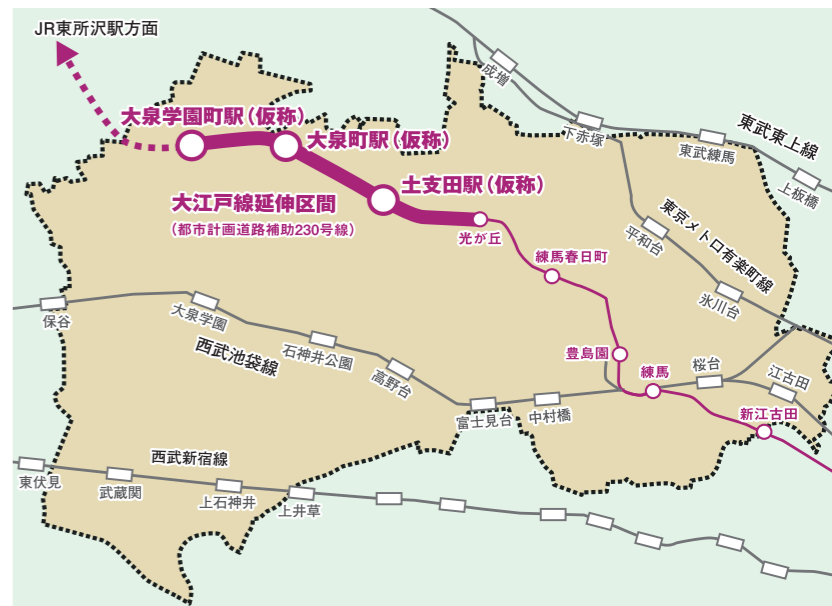 JR東所沢駅方面
大泉学園町駅（仮称）
大泉町駅（仮称）
土支田駅（仮称）
大江戸線延伸区間
（都市計画道路補助230号線）
光が丘
練馬春日町
豊島園
練馬
新江古田
成増
下赤塚
東武練馬
東武東上線
上板橋
東京メトロ有楽町線
平和台
氷川台
保谷
大泉学園
石神井公園
西武池袋線
高野台
富士見台
中村橋
桜台
江古田
西武新宿線
東伏見
武蔵関
上石神井
上井草